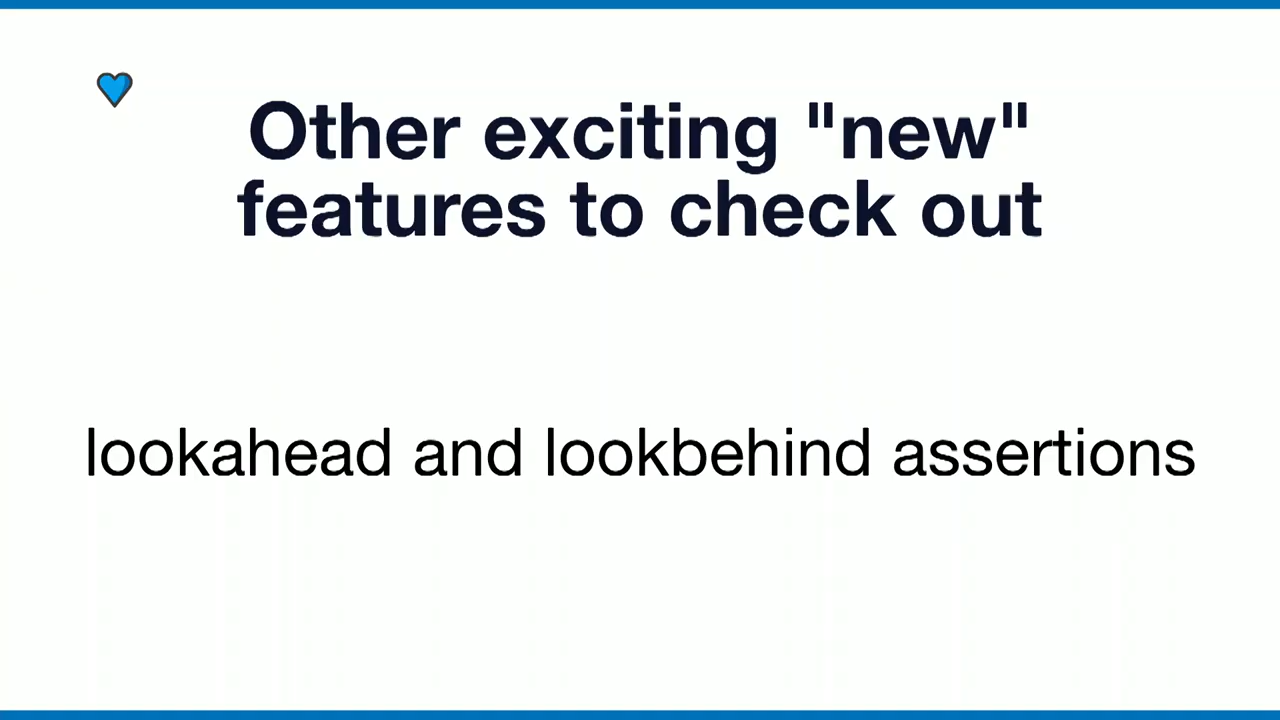 Other exciting "new"
features to check out
lookahead and lookbehind assertions